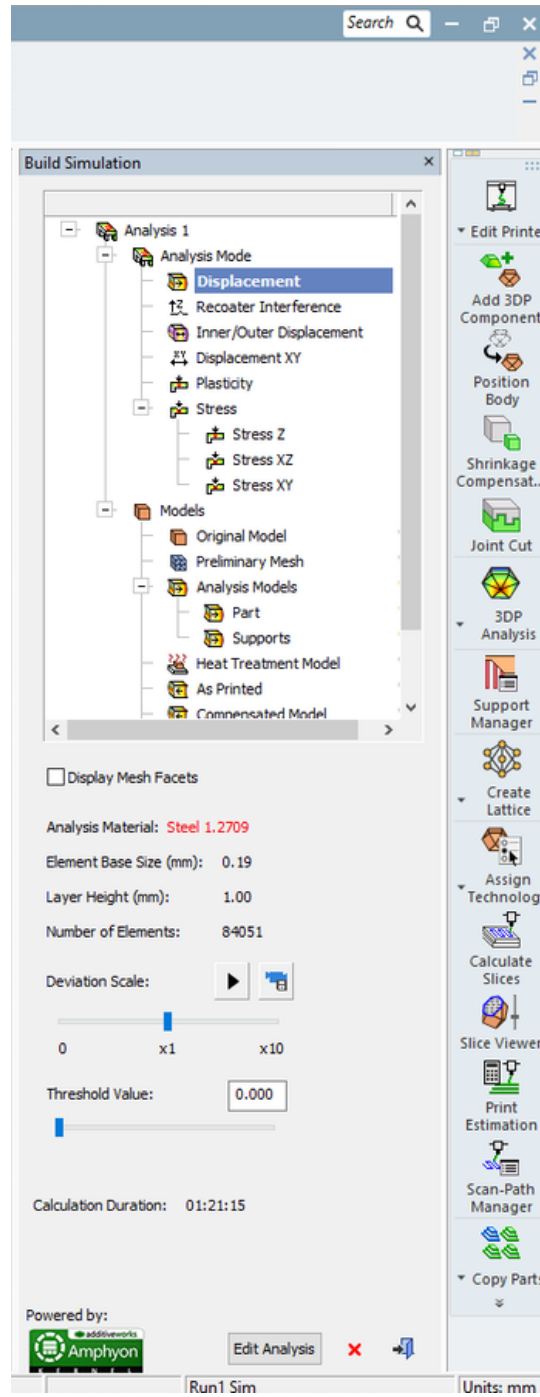 Search
Build Simulation
Analysis 1
Analysis Mode
Displacement
Recoater Interference
Inner/Outer Displacement
Displacement XY
Plasticity
Stress
Stress Z
Stress XZ
Stress XY
Models
Original Model
Preliminary Mesh
Analysis Models
Part
Supports
Heat Treatment Model
As Printed
Compensated Model
Display Mesh Facets
Analysis Material: Steel 1.2709
Element Base Size (mm): 0.19
Layer Height (mm): 1.00
Number of Elements: 84051
Deviation Scale:
0 x1 x10
Threshold Value: 0.000
Calculation Duration: 01:21:15
Powered by:
additiveworks
Amphyon
KERNEL
Edit Analysis
Run1 Sim
Units: mm
Edit Printe
Add 3DP
Component
Position
Body
Shrinkage
Compensat..
Joint Cut
3DP
Analysis
Support
Manager
Create
Lattice
Assign
Technolog
Calculate
Slices
Slice Viewer
Print
Estimation
Scan-Path
Manager
Copy Parts